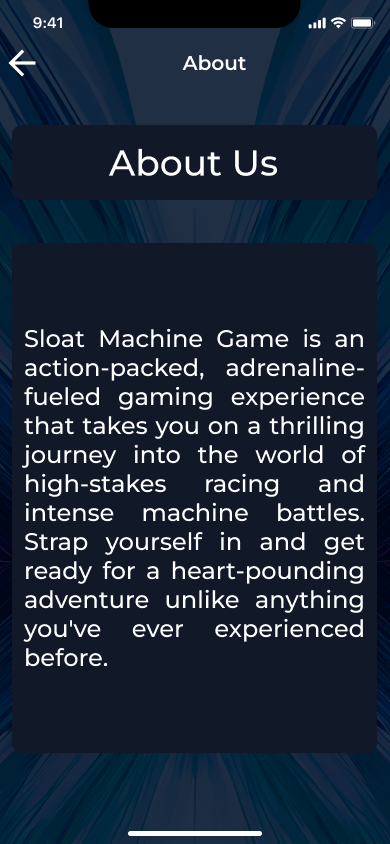 9:41
About
About Us
Sloat Machine Game is an
action-packed, adrenaline-
fueled gaming experience
that takes you on a thrilling
journey into the world of
high-stakes racing and
intense machine battles.
Strap yourself in and get
ready for a heart-pounding
adventure unlike anything
you've ever experienced
before.